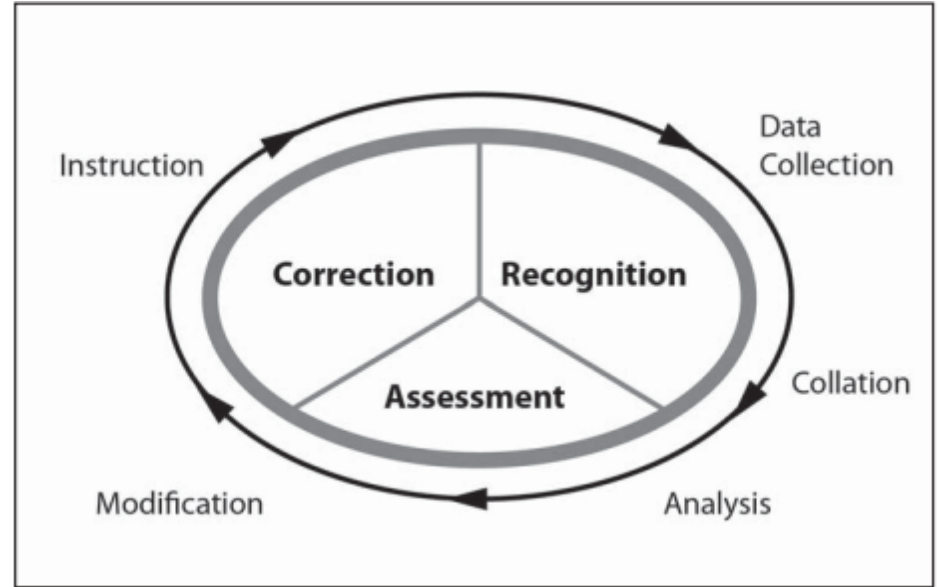 Data
Collection
Instruction
Correction
Recognition
Collation
Assessment
Modification
Analysis